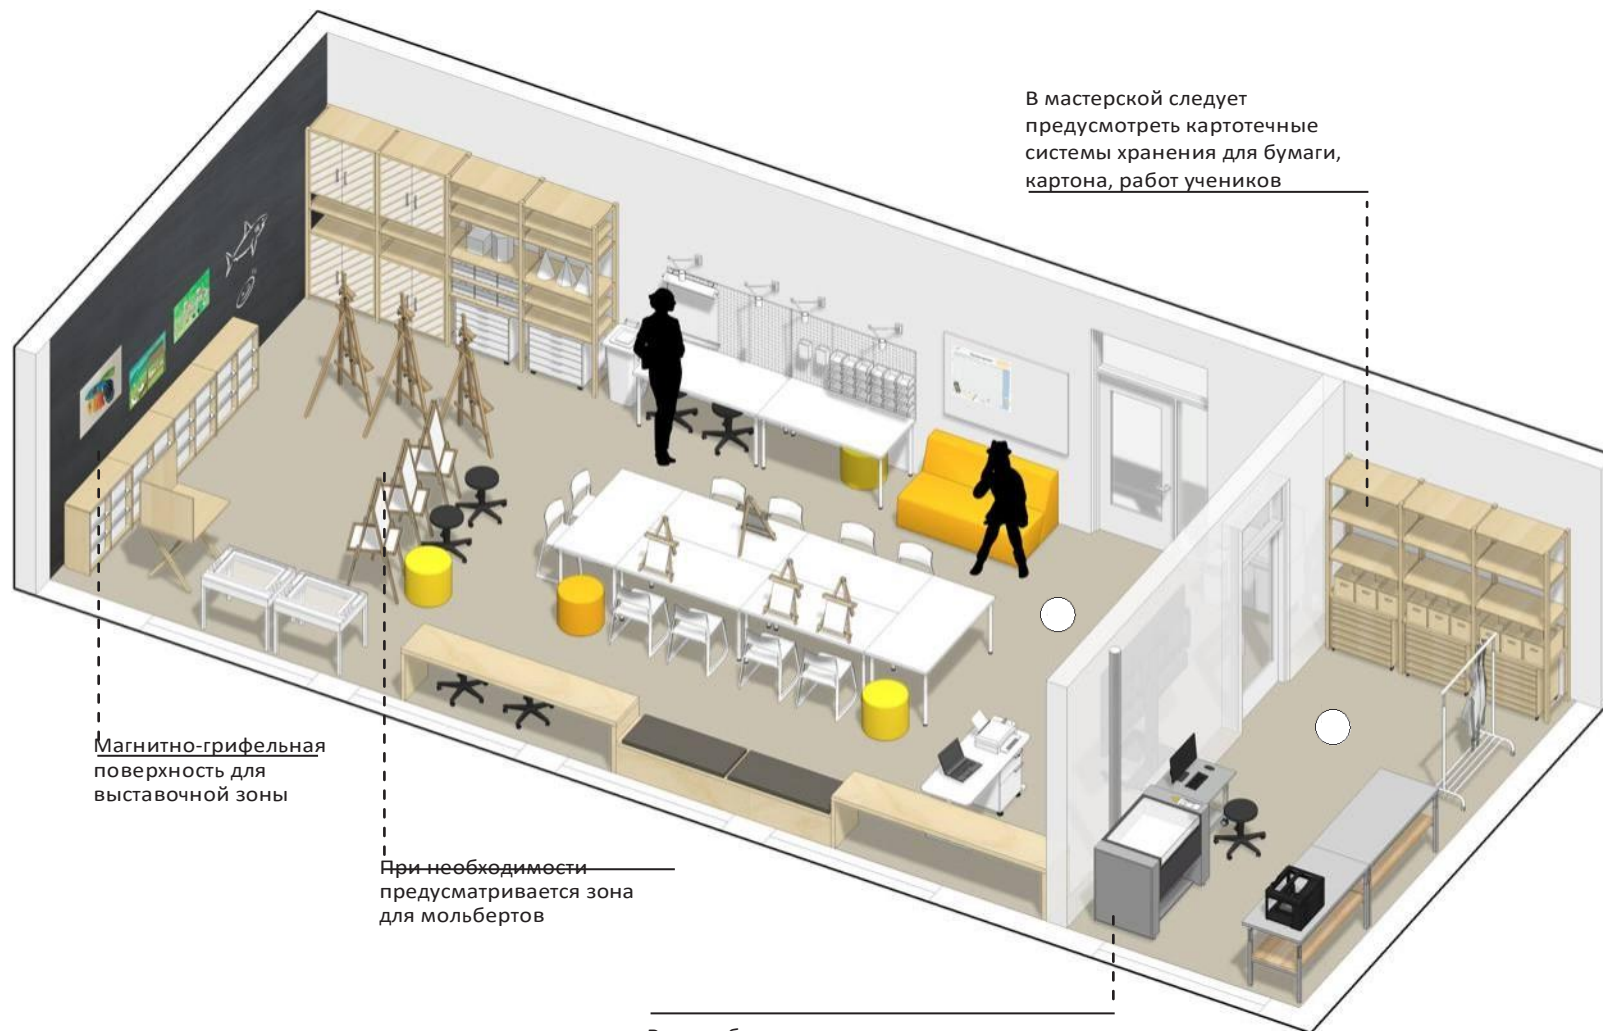 В мастерской следует
предусмотреть картотечные
системы хранения для бумаги,
картона, работ учеников
Магнитно-грифельная
поверхность для
выставочной зоны
При необходимости
предусматривается зона
для мольбертов